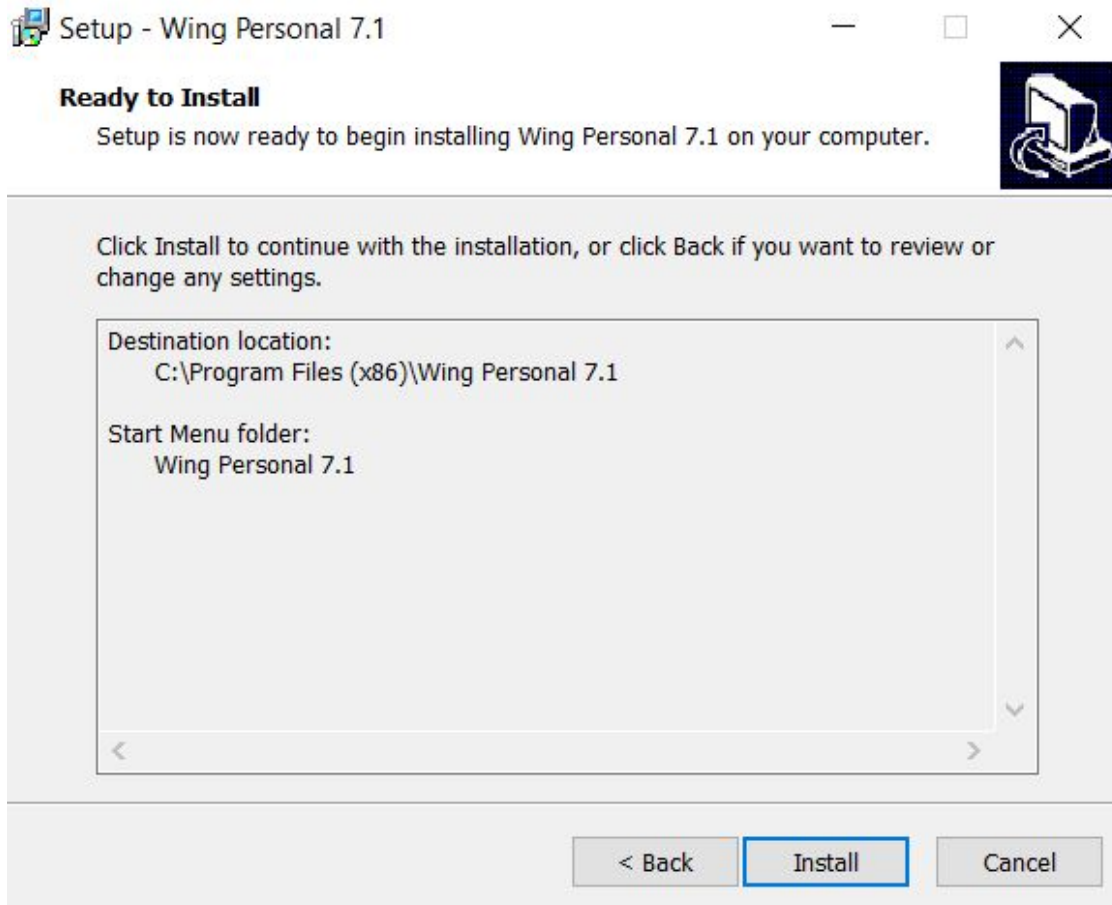 Setup - Wing Personal 7.1
Ready to Install
Setup is now ready to begin installing Wing Personal 7.1 on your computer.
Click Install to continue with the installation, or click Back if you want to review or
change any settings.
Destination location:
C:\Program Files (x86)\Wing Personal 7.1
Start Menu folder:
Wing Personal 7.1
< Back
Install
Cancel